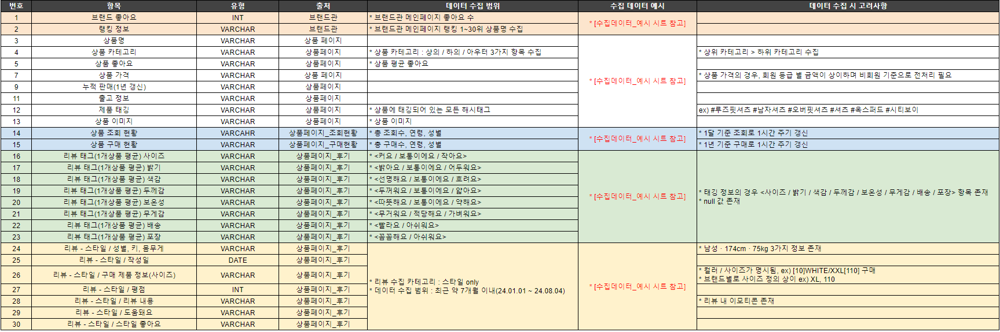 번호 항목 유형 출처 데이터 수집 범위 수집 데이터 예시 데이터 수집 시 고려사항
1 브랜드 좋아요 INT 브랜드관 * 브랜드관 메인페이지 좋아요 수
* [수집데이터_예시 시트 참고]
2 랭킹 정보 VARCHAR 브랜드관 * 브랜드관 메인페이지 랭킹 1~30위 상품명 수집
3 상품명 VARCHAR 상품 페이지
4 상품 카테고리 VARCHAR 상품페이지 * 상품 카테고리 : 상의 / 하의 / 아우터 3가지 항목 수집 * 상위 카테고리 > 하위 카테고리 수집
5 상품 좋아요 VARCHAR 상품페이지 * 상품 평균 좋아요
7 상품 가격 VARCHAR 상품 페이지 * 상품 가격의 경우, 회원 등급 별 금액이 상이하며 비회원 기준으로 전처리 필요
* [수집데이터_예시 시트 참고]
9 누적 판매(1년 갱신) VARCHAR 상품페이지
11 출고 정보 VARCHAR 상품페이지
12 제품 태깅 VARCHAR 상품페이지 * 상품에 태깅되어 있는 모든 해시태그 ex) #루즈핏셔츠 #남자셔츠 #오버핏셔츠 #셔츠 #옥스퍼드 #시티보이
13 상품 이미지 VARCHAR 상품페이지 * 상품 이미지
14 상품 조회 현황 VARCAHR 상품페이지_조회현황 * 총 조회수, 연령, 성별 * 1달 기준 조회로 1시간 주기 갱신
* [수집데이터_예시 시트 참고]
15 상품 구매 현황 VARCHAR 상품페이지_구매현황 * 총 구매수, 연령, 성별 * 1년 기준 구매로 1시간 주기 갱신
16 리뷰 태그(1개상품 평균) 사이즈 VARCHAR 상품페이지_후기 * <커요 / 보통이에요 / 작아요>
17 리뷰 태그(1개상품 평균) 밝기 VARCHAR 상품페이지_후기 * <밝아요 / 보통이에요 / 어두워요>
18 리뷰 태그(1개상품 평균) 색감 VARCHAR 상품페이지_후기 * <선명해요 / 보통이에요 / 흐려요>
19 리뷰 태그(1개상품 평균) 두께감 VARCHAR 상품페이지_후기 * <두꺼워요 / 보통이에요 / 얇아요>
* [수집데이터_예시 시트 참고]
* 태깅 정보의 경우 <사이즈 / 밝기 / 색감 / 두께감 / 보온성 / 무게감 / 배송 / 포장> 항목 존재
* null 값 존재
20 리뷰 태그(1개상품 평균) 보온성 VARCHAR 상품페이지_후기 * <따뜻해요 / 보통이에요 / 약해요>
21 리뷰 태그(1개상품 평균) 무게감 VARCHAR 상품페이지_후기 * <무거워요 / 적당해요 / 가벼워요>
22 리뷰 태그(1개상품 평균) 배송 VARCHAR 상품페이지_후기 * <빨라요 / 아쉬워요>
23 리뷰 태그(1개상품 평균) 포장 VARCHAR 상품페이지_후기 * <꼼꼼해요 / 아쉬워요>
24 리뷰 - 스타일 / 성별, 키, 몸무게 VARCHAR 상품페이지_후기 * 남성 · 174cm · 75kg 3가지 정보 존재
25 리뷰 - 스타일 / 작성일 DATE 상품페이지_후기
26 리뷰 - 스타일 / 구매 제품 정보(사이즈) VARCHAR 상품페이지_후기
* 컬러 / 사이즈가 명시됨, ex) [10]WHITE/XXL[110] 구매
* 브랜드별로 사이즈 정의 상이 ex) XL, 110
* 리뷰 수집 카테고리 : 스타일 only
* 데이터 수집 범위 : 최근 약 7개월 이내(24.01.01 ~ 24.08.04)
* [수집데이터_예시 시트 참고]
27 리뷰 - 스타일 / 평점 INT 상품페이지_후기
28 리뷰 - 스타일 / 리뷰 내용 VARCHAR 상품페이지_후기 * 리뷰 내 이모티콘 존재
29 리뷰 - 스타일 / 도움돼요 VARCHAR 상품페이지_후기
30 리뷰 - 스타일 / 스타일 좋아요 VARCHAR 상품페이지_후기